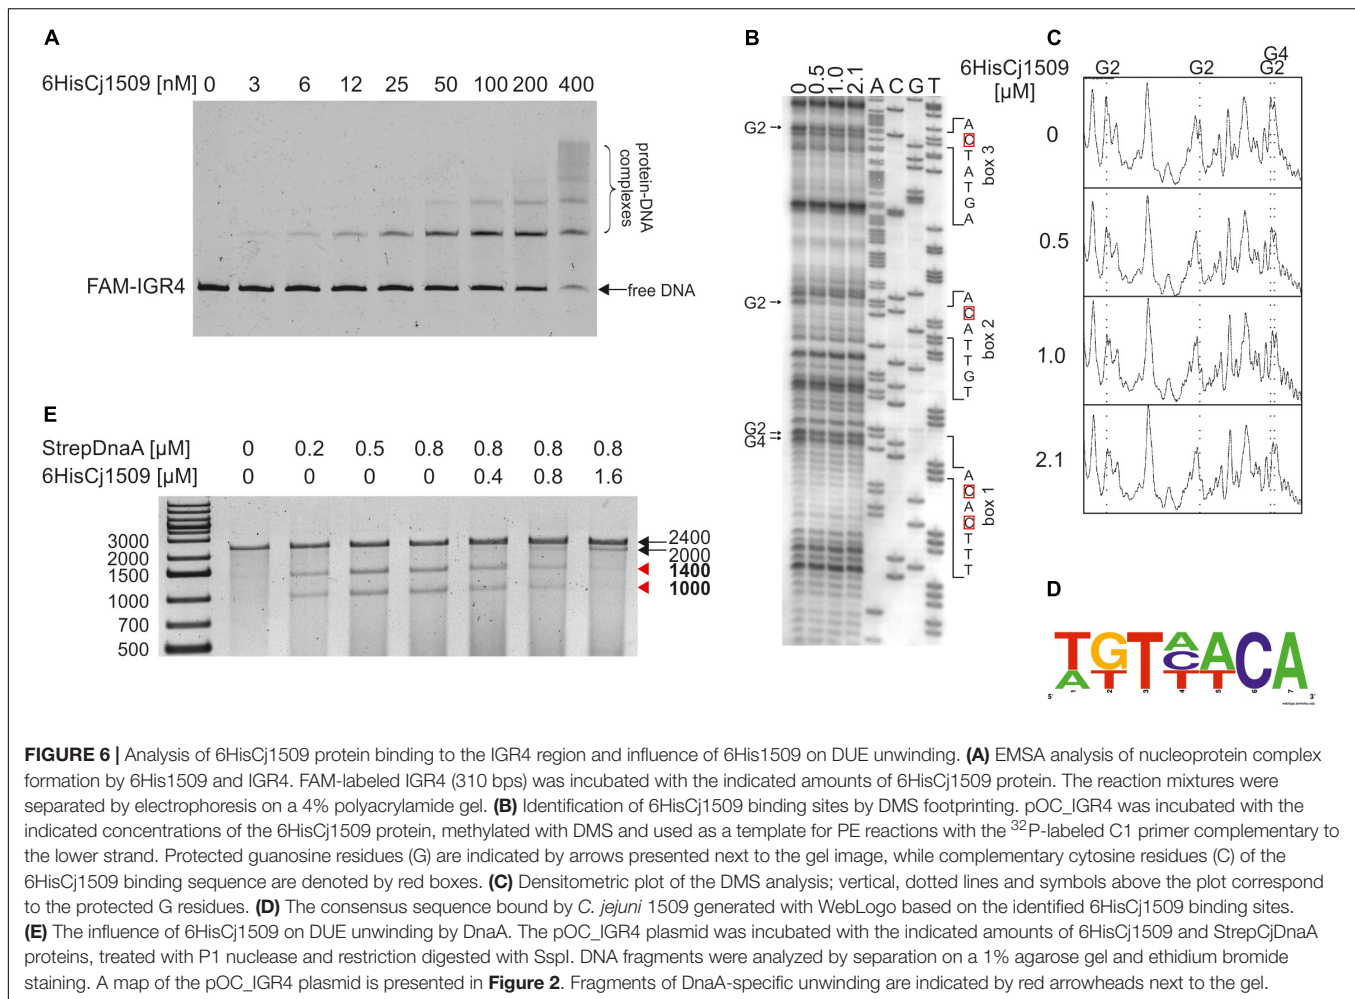 A
6HisCj1509 [nM] 0 3 6 12 25 50 100 200 400
protein-DNA
complexes
FAM-IGR4
free DNA
B
0 0.5 1.0 2.1 A C G T
G2
G2
G2
G4
A
C
T
A
T
G
A
box 3
A
C
A
T
T
G
T
box 2
A
C
A
C
T
T
T
box 1
C
G4
6HisCj1509 G2 G2 G2
[µM]
0
0.5
1.0
2.1
D
TGTAACA
ATCT
T
5' 1 2 3 4 5 6 7 3'
weblogo.berkeley.edu
E
StrepDnaA [µM] 0 0.2 0.5 0.8 0.8 0.8 0.8
6HisCj1509 [µM] 0 0 0 0 0.4 0.8 1.6
3000
2000
1500
1000
700
500
2400
2000
1400
1000
FIGURE 6 | Analysis of 6HisCj1509 protein binding to the IGR4 region and influence of 6His1509 on DUE unwinding. (A) EMSA analysis of nucleoprotein complex
formation by 6His1509 and IGR4. FAM-labeled IGR4 (310 bps) was incubated with the indicated amounts of 6HisCj1509 protein. The reaction mixtures were
separated by electrophoresis on a 4% polyacrylamide gel. (B) Identification of 6HisCj1509 binding sites by DMS footprinting. pOC_IGR4 was incubated with the
indicated concentrations of the 6HisCj1509 protein, methylated with DMS and used as a template for PE reactions with the ³²P-labeled C1 primer complementary to
the lower strand. Protected guanosine residues (G) are indicated by arrows presented next to the gel image, while complementary cytosine residues (C) of the
6HisCj1509 binding sequence are denoted by red boxes. (C) Densitometric plot of the DMS analysis; vertical, dotted lines and symbols above the plot correspond
to the protected G residues. (D) The consensus sequence bound by C. jejuni 1509 generated with WebLogo based on the identified 6HisCj1509 binding sites.
(E) The influence of 6HisCj1509 on DUE unwinding by DnaA. The pOC_IGR4 plasmid was incubated with the indicated amounts of 6HisCj1509 and StrepCjDnaA
proteins, treated with P1 nuclease and restriction digested with SspI. DNA fragments were analyzed by separation on a 1% agarose gel and ethidium bromide
staining. A map of the pOC_IGR4 plasmid is presented in Figure 2. Fragments of DnaA-specific unwinding are indicated by red arrowheads next to the gel.